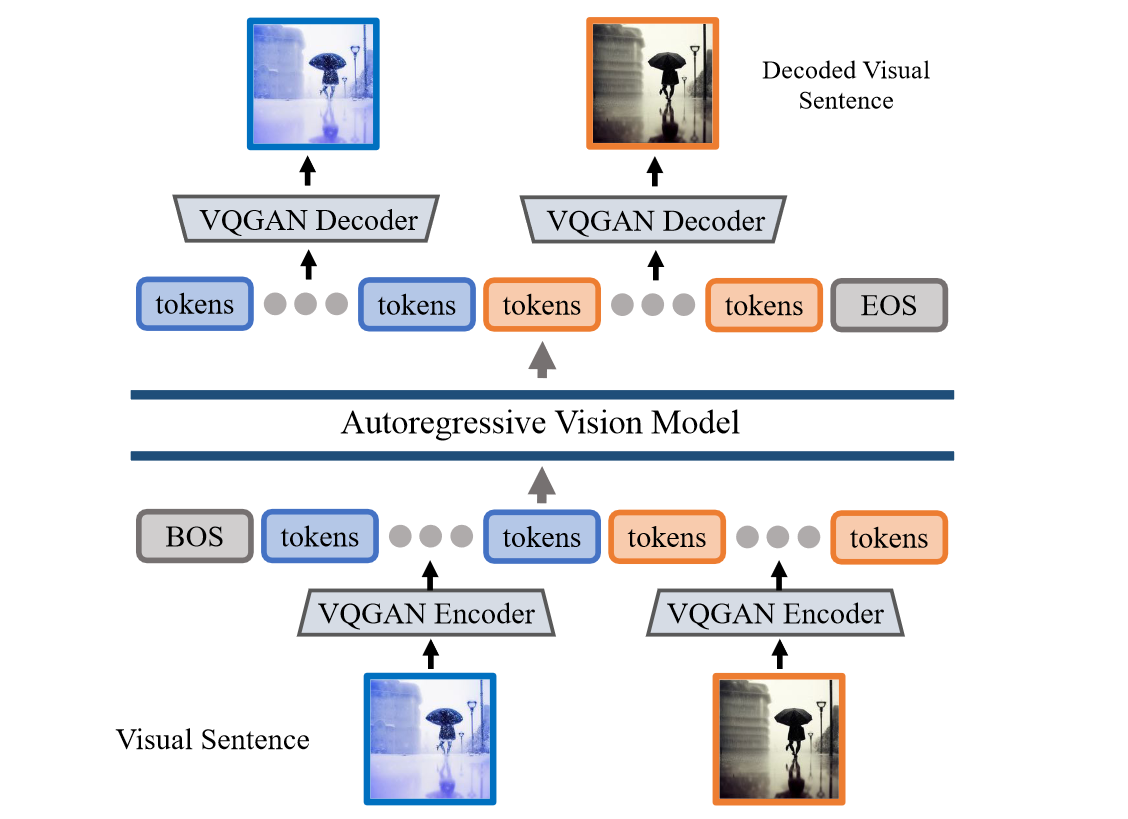 Decoded Visual
Sentence
VQGAN Decoder
VQGAN Decoder
tokens
tokens
tokens
tokens
EOS
Autoregressive Vision Model
BOS
tokens
tokens
tokens
tokens
VQGAN Encoder
VQGAN Encoder
Visual Sentence